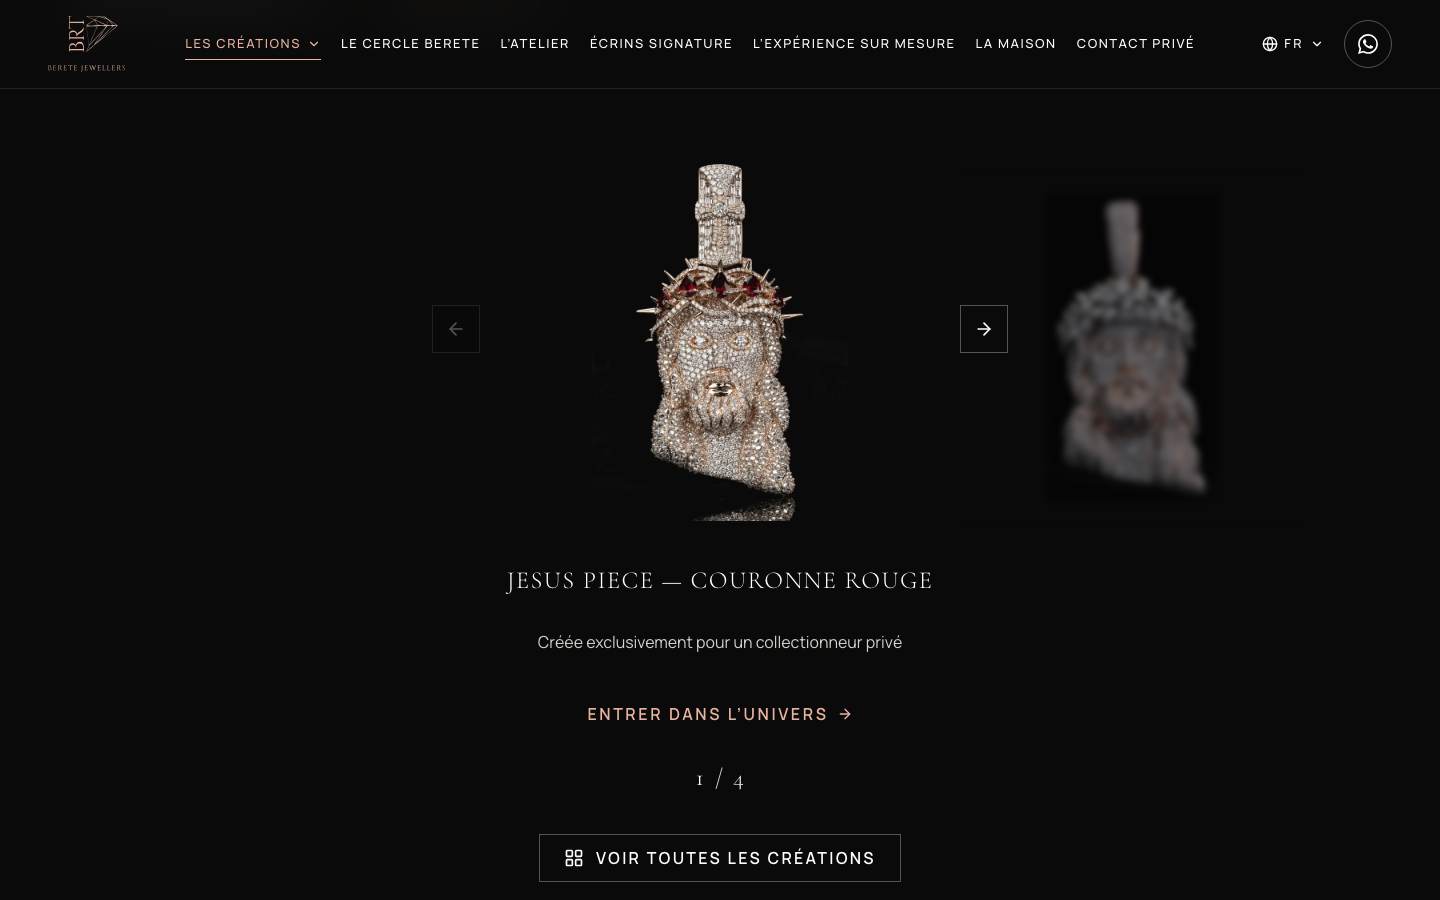 BRT
BERETE JEWELLERS
LES CRÉATIONS
LE CERCLE BERETE
L'ATELIER
ÉCRINS SIGNATURE
L'EXPÉRIENCE SUR MESURE
LA MAISON
CONTACT PRIVÉ
FR
JESUS PIECE — COURONNE ROUGE
Créée exclusivement pour un collectionneur privé
ENTRER DANS L'UNIVERS →
1 / 4
VOIR TOUTES LES CRÉATIONS